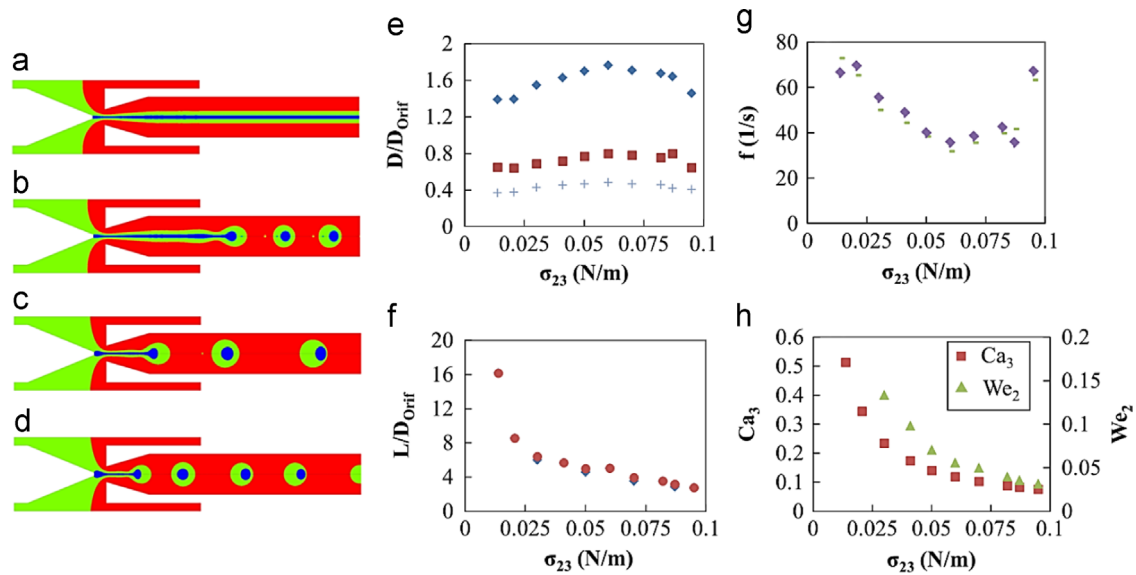 a
b
c
d
e
2
1.6
1.2
0.8
0.4
0
D/D_Orif
0 0.025 0.05 0.075 0.1
σ23 (N/m)
f
20
16
12
8
4
0
L/D_Orif
0 0.025 0.05 0.075 0.1
σ23 (N/m)
g
80
60
40
20
0
f (1/s)
0 0.025 0.05 0.075 0.1
σ23 (N/m)
h
0.6
0.5
0.4
0.3
0.2
0.1
0
Ca3
Ca3
We2
0.2
0.15
0.1
0.05
0
We2
0 0.025 0.05 0.075 0.1
σ23 (N/m)